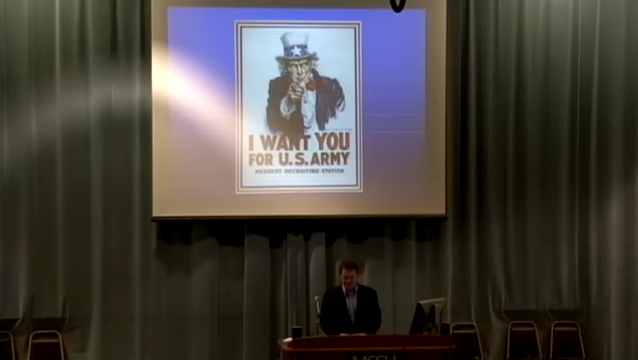 I WANT YOU
FOR U.S. ARMY
NEAREST RECRUITING STATION